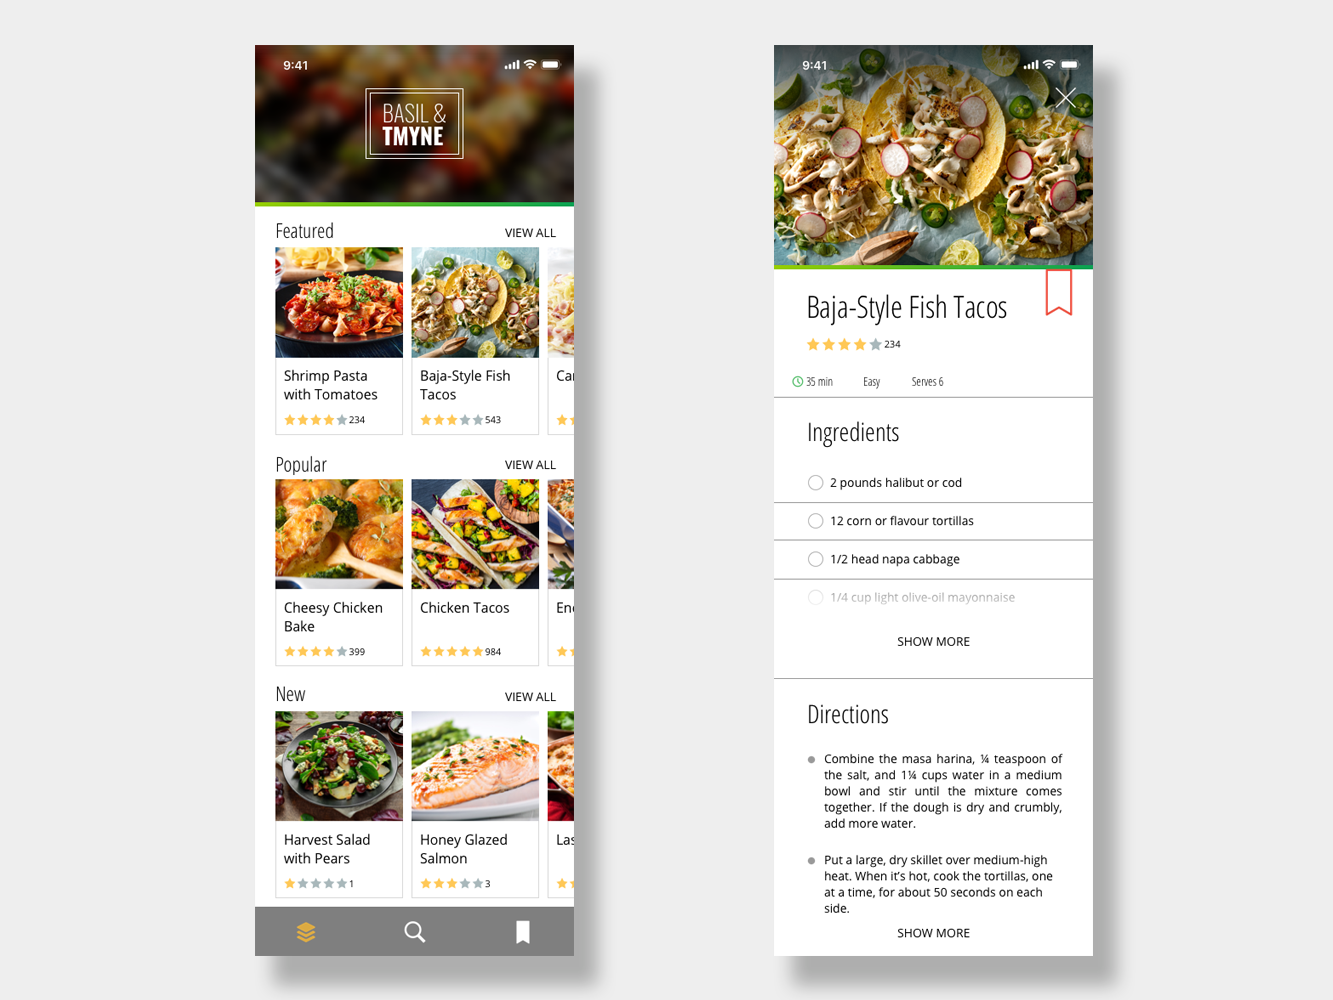 9:41
BASIL &
TMYNE
Featured
VIEW ALL
Shrimp Pasta
with Tomatoes
234
Baja-Style Fish
Tacos
543
Car
Popular
VIEW ALL
Cheesy Chicken
Bake
399
Chicken Tacos
984
En
New
VIEW ALL
Harvest Salad
with Pears
1
Honey Glazed
Salmon
3
Las
9:41
Baja-Style Fish Tacos
234
35 min
Easy
Serves 6
Ingredients
2 pounds halibut or cod
12 corn or flavour tortillas
1/2 head napa cabbage
1/4 cup light olive-oil mayonnaise
SHOW MORE
Directions
Combine the masa harina, ¼ teaspoon of
the salt, and 1¼ cups water in a medium
bowl and stir until the mixture comes
together. If the dough is dry and crumbly,
add more water.
Put a large, dry skillet over medium-high
heat. When it’s hot, cook the tortillas, one
at a time, for about 50 seconds on each
side.
SHOW MORE